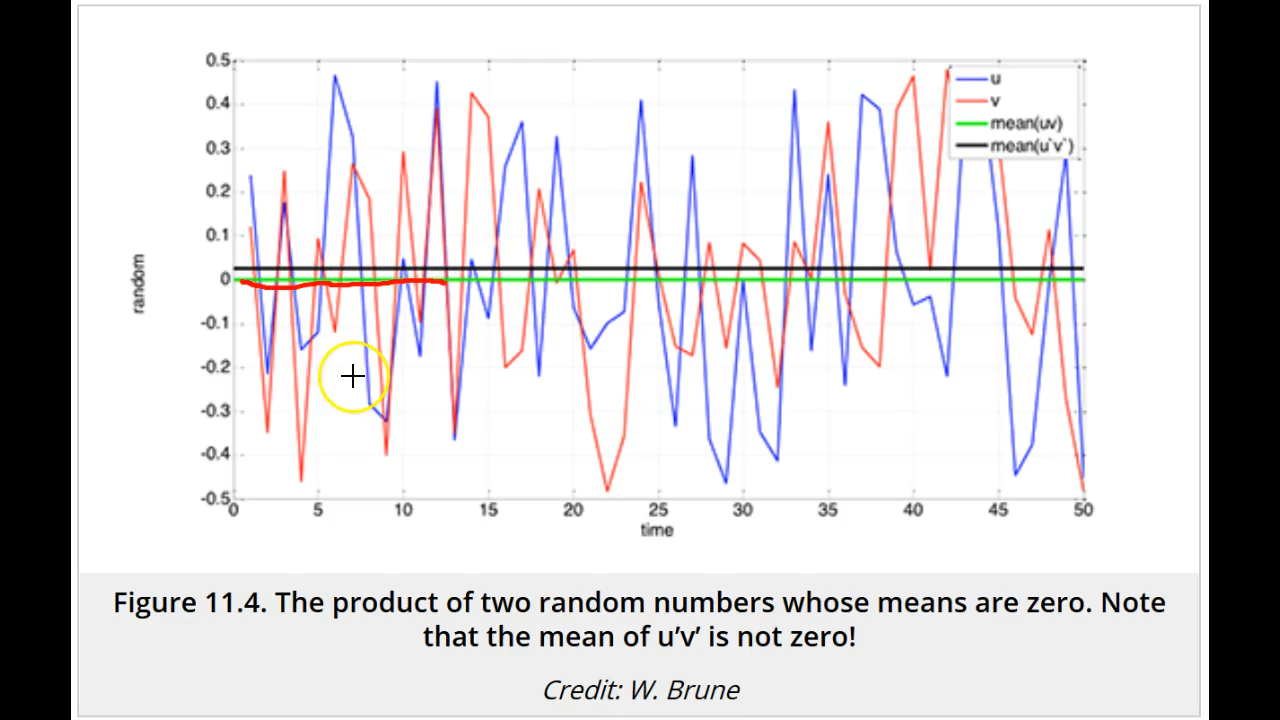 0.5
0.4
0.3
0.2
0.1
0
-0.1
-0.2
-0.3
-0.4
-0.5
random
0 5 10 15 20 25 30 35 40 45 50
time
u
v
mean(uv)
mean(u`v`)
Figure 11.4. The product of two random numbers whose means are zero. Note
that the mean of u’v’ is not zero!
Credit: W. Brune